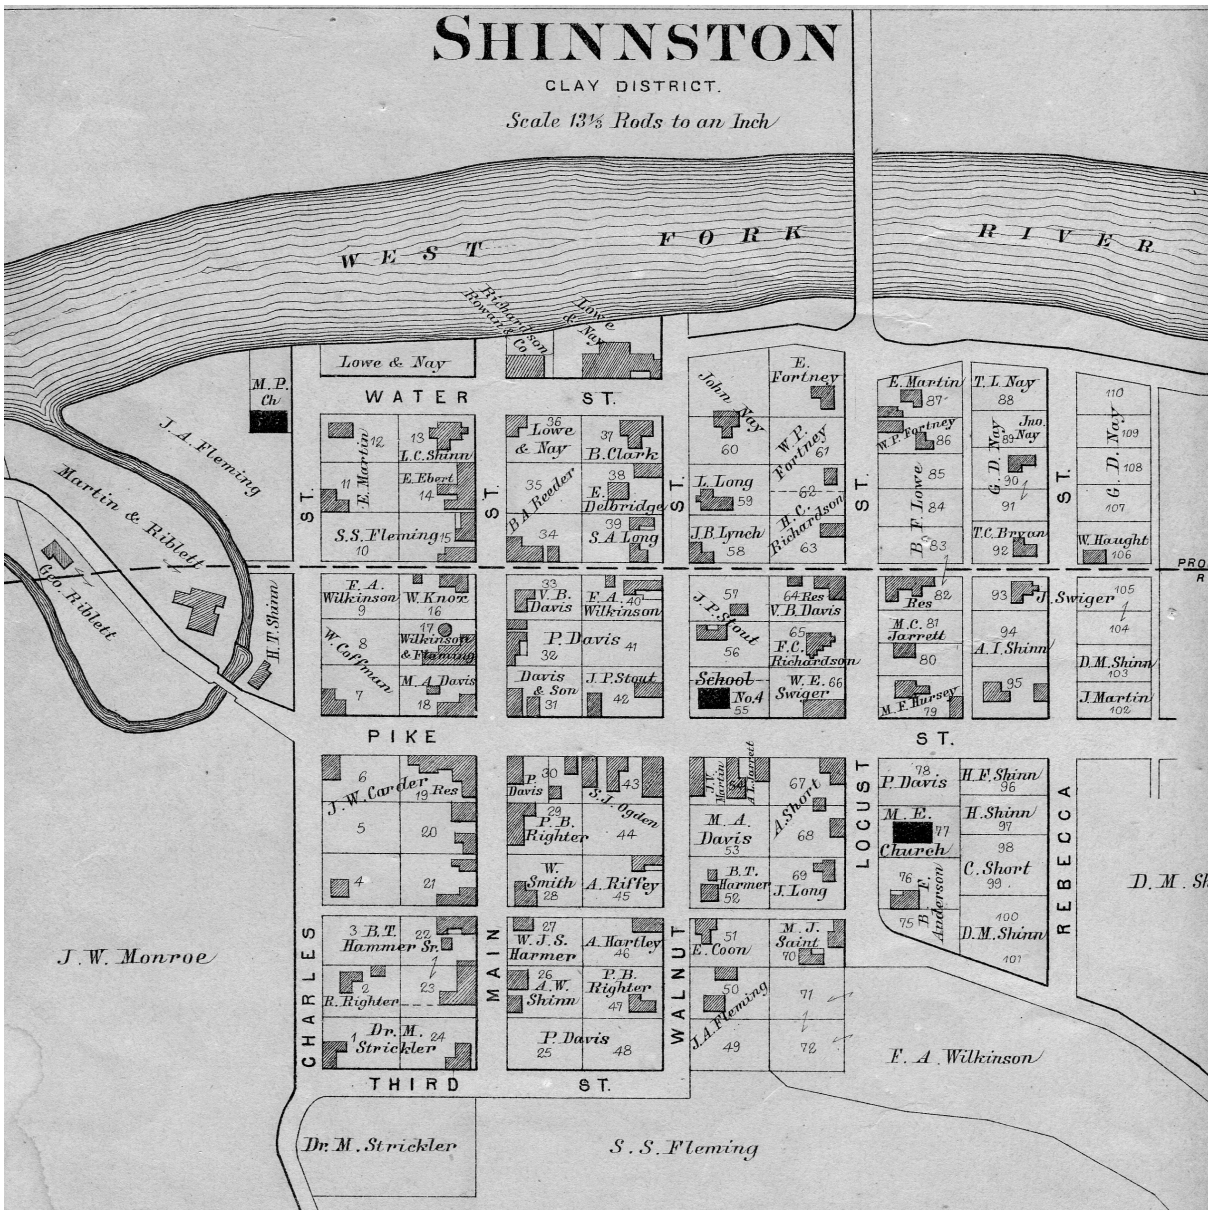 SHINNSTON
CLAY DISTRICT.
Scale 13⅓ Rods to an Inch
WEST FORK RIVER
Richardson
Rowan & Co
Lowe
& Nay
Lowe & Nay
M. P.
Ch
WATER ST.
J. A. Fleming
Martin & Riblett
Geo. Riblett
H. T. Shinn
12
E. Martin
11
13
L. C. Shinn
E. Ebert
14
S. S. Fleming 15
10
36
Lowe
& Nay
37
B. Clark
35
B A Reeder
38
E.
Delbridge
34
39
S. A. Long
John Nay
60
E.
Fortney
W. P.
Fortney
61
L. Long
59
62
H. C.
Richardson
63
J. B. Lynch
58
E. Martin
87
W. P. Fortney
86
85
84
B. F. Lowe
83
T. L. Nay
88
Jno.
Nay
89
G. D. Nay
90
91
T. C. Bryan
92
110
109
G. D. Nay
108
107
W. Haught
106
ST.
ST.
ST.
ST.
ST.
PRO
R
F. A.
Wilkinson
9
W. Knox
16
8
W. Coffman
7
17
Wilkinson
& Fleming
M. A. Davis
18
33
V. B.
Davis
F. A.
40
Wilkinson
P. Davis
32
41
Davis
& Son
31
J. P. Stout
42
57
J. P. Stout
56
School
No. 4
55
64 Res
V. B. Davis
65
F. C.
Richardson
W. E. 66
Swiger
Res 82
M. C. 81
Jarrett
80
M. F. Hursey
79
93
J. Swiger
94
A. I. Shinn
95
105
104
D. M. Shinn
103
J. Martin
102
PIKE ST.
6
J. W. Carder
19 Res
5
20
4
21
P.
Davis
30
29
P. B.
Righter
S. J. Ogden
43
44
W.
Smith
28
A. Riffey
45
J. V.
Martin
54
A. L. Jarrett
M. A.
Davis
53
B. T.
Harmer
52
67
A. Short
68
69
J. Long
78
P. Davis
M. E.
77
Church
76
B. F.
Anderson
75
H. F. Shinn
96
H. Shinn
97
98
C. Short
99
100
D. M. Shinn
101
LOCUST
REBECCA
D. M. Sh
J. W. Monroe
CHARLES
MAIN
WALNUT
3 B. T.
Hammer Sr.
22
2
R. Righter
23
1
Dr. M.
Strickler
24
27
W. J. S.
Harmer
A. Hartley
46
26
A. W.
Shinn
P. B.
Righter
47
P. Davis
25
48
51
E. Coon
M. J.
Saint
70
50
J. A. Fleming
49
71
72
F. A. Wilkinson
THIRD ST.
Dr. M. Strickler
S. S. Fleming